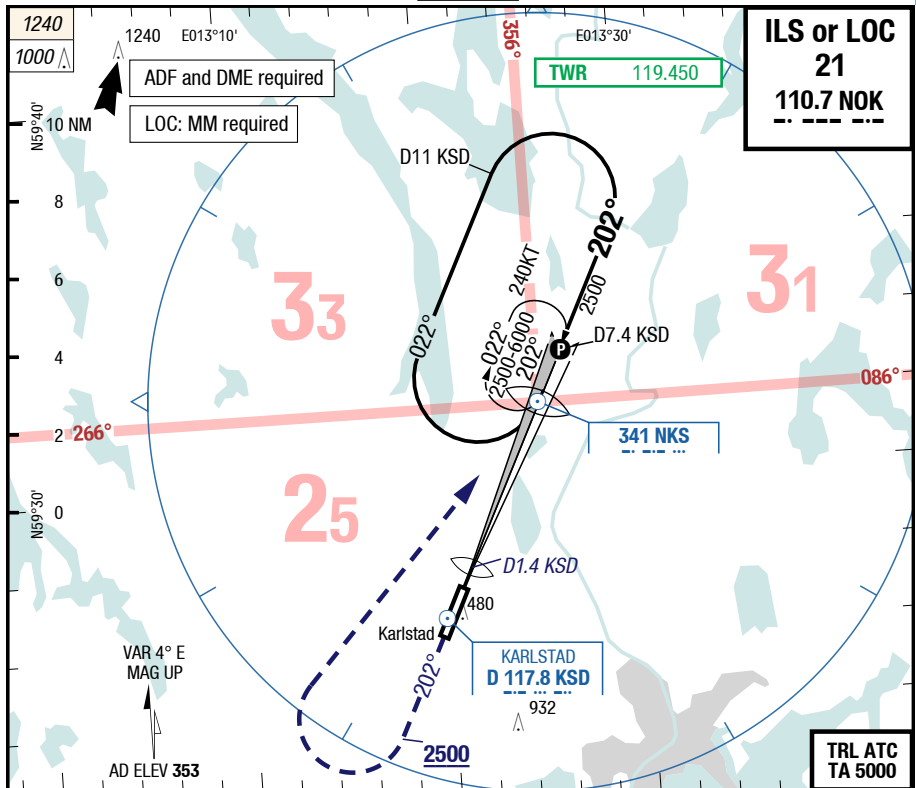 1240
1000
1240
E013°10'
356°
E013°30'
ADF and DME required
LOC: MM required
TWR 119.450
ILS or LOC
21
110.7 NOK
N59°40'
10 NM
8
6
4
2
0
N59°30'
D11 KSD
202°
2500
240KT
33
31
022°
022°
2500-6000
202°
P
D7.4 KSD
086°
266°
341 NKS
25
D1.4 KSD
480
Karlstad
KARLSTAD
D 117.8 KSD
932
202°
2500
VAR 4° E
MAG UP
AD ELEV 353
TRL ATC
TA 5000